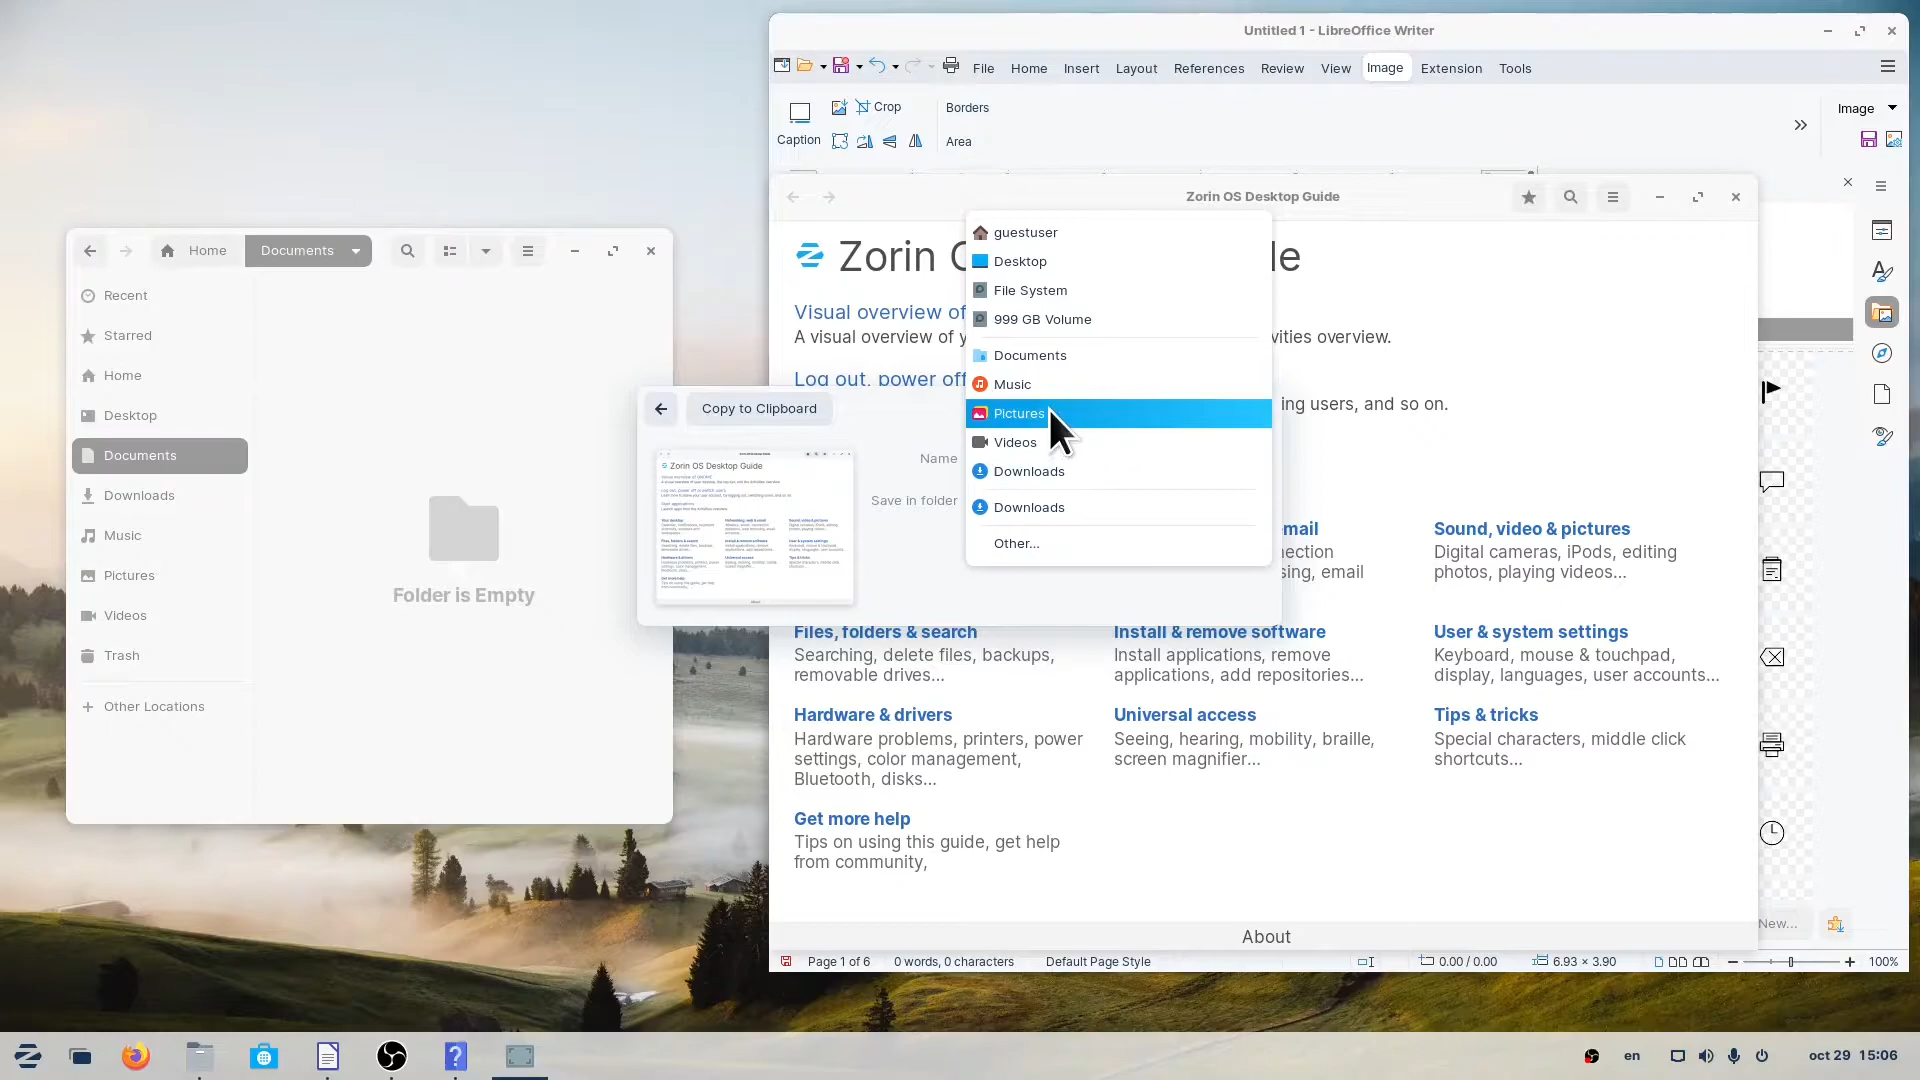 Untitled 1 - LibreOffice Writer
File Home Insert Layout References Review View Image Extension Tools
Caption
Crop
Borders
Area
Image
Home
Documents
Recent
Starred
Home
Desktop
Documents
Downloads
Music
Pictures
Videos
Trash
Other Locations
Folder is Empty
Zorin OS Desktop Guide
Visual overview of
A visual overview of
vities overview.
Log out, power off
ing users, and so on.
Copy to Clipboard
Name
Save in folder
Zorin OS Desktop Guide
guestuser
Desktop
File System
999 GB Volume
Documents
Music
Pictures
Videos
Downloads
Downloads
Other...
Sound, video & pictures
Digital cameras, iPods, editing
photos, playing videos...
Files, folders & search
Searching, delete files, backups,
removable drives...
Install & remove software
Install applications, remove
applications, add repositories...
User & system settings
Keyboard, mouse & touchpad,
display, languages, user accounts...
Hardware & drivers
Hardware problems, printers, power
settings, color management,
Bluetooth, disks...
Universal access
Seeing, hearing, mobility, braille,
screen magnifier...
Tips & tricks
Special characters, middle click
shortcuts...
Get more help
Tips on using this guide, get help
from community,
About
New...
Page 1 of 6
0 words, 0 characters
Default Page Style
0.00 / 0.00
6.93 × 3.90
100%
en
oct 29 15:06